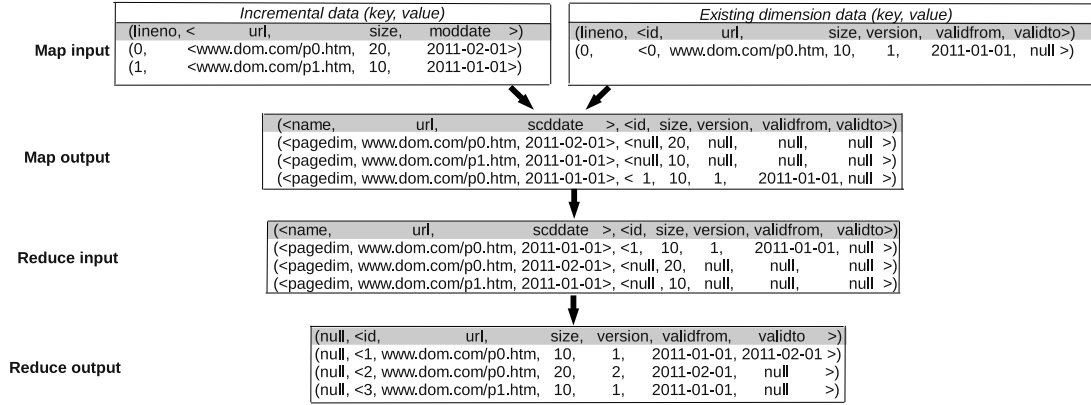 Incremental data (key, value)
(lineno, < url, size, moddate >)
(0, <www.dom.com/p0.htm, 20, 2011-02-01>)
(1, <www.dom.com/p1.htm, 10, 2011-01-01>)
Existing dimension data (key, value)
(lineno, <id, url, size, version, validfrom, validto>)
(0, <0, www.dom.com/p0.htm, 10, 1, 2011-01-01, null >)
Map input
(<name, url, scddate >, <id, size, version, validfrom, validto>)
(<pagedim, www.dom.com/p0.htm, 2011-02-01>, <null, 20, null, null, null >)
(<pagedim, www.dom.com/p1.htm, 2011-01-01>, <null, 10, null, null, null >)
(<pagedim, www.dom.com/p0.htm, 2011-01-01>, < 1, 10, 1, 2011-01-01, null >)
Map output
(<name, url, scddate >, <id, size, version, validfrom, validto>)
(<pagedim, www.dom.com/p0.htm, 2011-01-01>, <1, 10, 1, 2011-01-01, null >)
(<pagedim, www.dom.com/p0.htm, 2011-02-01>, <null, 20, null, null, null >)
(<pagedim, www.dom.com/p1.htm, 2011-01-01>, <null , 10, null, null, null >)
Reduce input
(null, <id, url, size, version, validfrom, validto >)
(null, <1, www.dom.com/p0.htm, 10, 1, 2011-01-01, 2011-02-01 >)
(null, <2, www.dom.com/p0.htm, 20, 2, 2011-02-01, null >)
(null, <3, www.dom.com/p1.htm, 10, 1, 2011-01-01, null >)
Reduce output